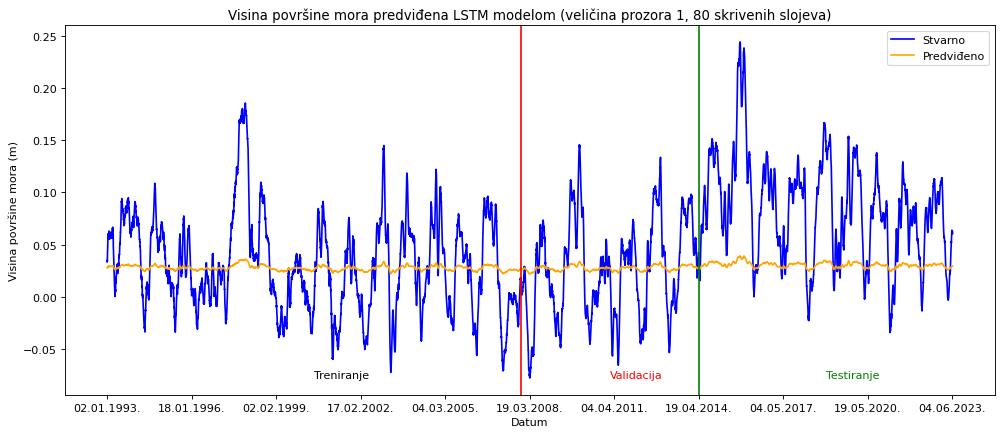 Visina površine mora predviđena LSTM modelom (veličina prozora 1, 80 skrivenih slojeva)
Stvarno
Predviđeno
0.25
0.20
0.15
0.10
0.05
0.00
−0.05
Visina površine mora (m)
Treniranje
Validacija
Testiranje
02.01.1993.
18.01.1996.
02.02.1999.
17.02.2002.
04.03.2005.
19.03.2008.
04.04.2011.
19.04.2014.
04.05.2017.
19.05.2020.
04.06.2023.
Datum